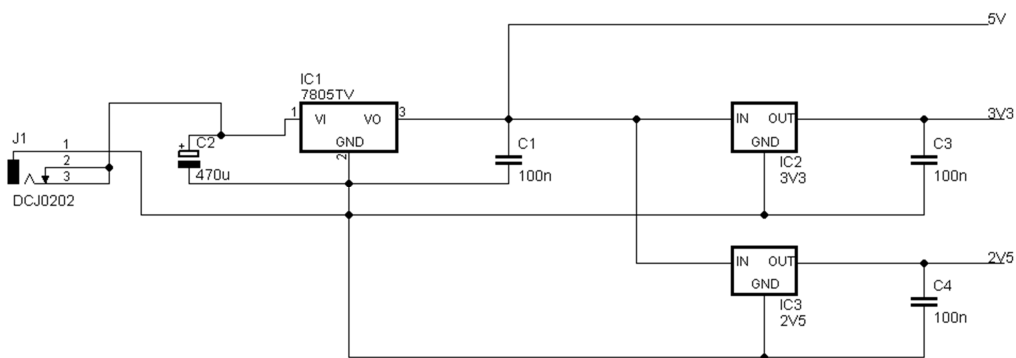 5V
IC1
7805TV
1
VI
VO
3
GND
2
J1
1
2
3
DCJ0202
+
C2
470u
C1
100n
IN
OUT
GND
IC2
3V3
3V3
C3
100n
IN
OUT
GND
IC3
2V5
2V5
C4
100n